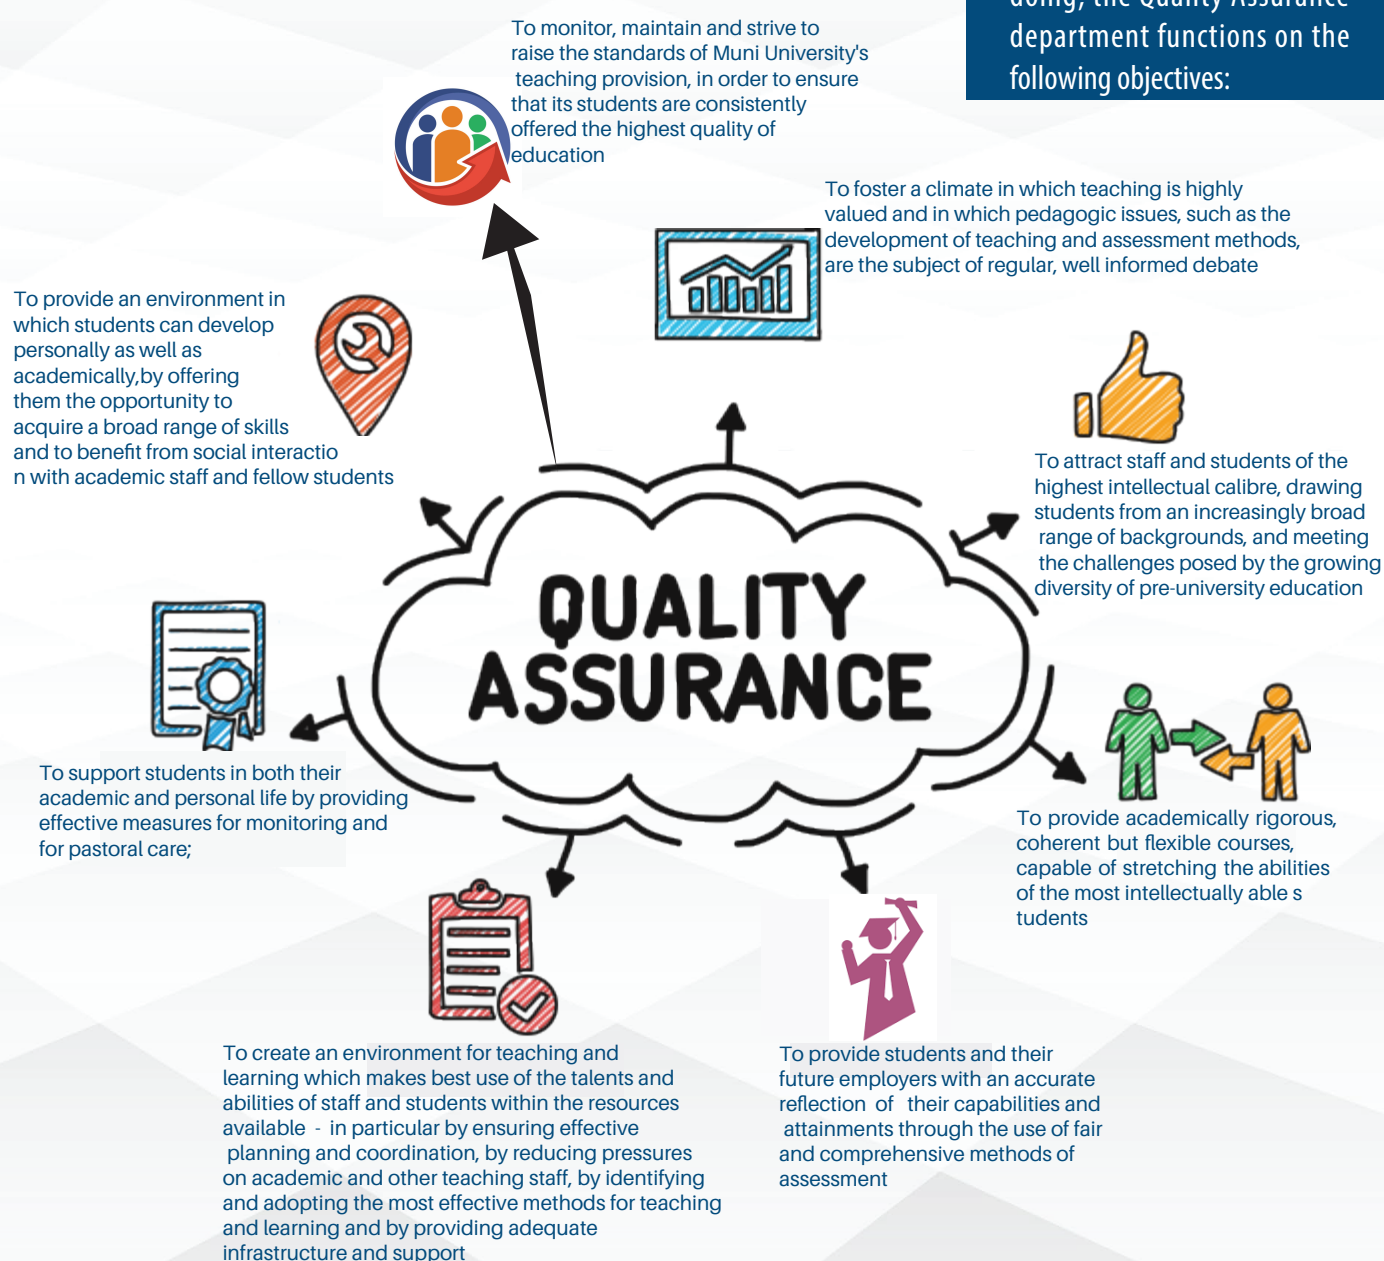 doing, the Quality Assurance
department functions on the
following objectives:
To monitor, maintain and strive to
raise the standards of Muni University's
teaching provision, in order to ensure
that its students are consistently
offered the highest quality of
education
To foster a climate in which teaching is highly
valued and in which pedagogic issues, such as the
development of teaching and assessment methods,
are the subject of regular, well informed debate
To provide an environment in
which students can develop
personally as well as
academically,by offering
them the opportunity to
acquire a broad range of skills
and to benefit from social interactio
n with academic staff and fellow students
To attract staff and students of the
highest intellectual calibre, drawing
students from an increasingly broad
range of backgrounds, and meeting
the challenges posed by the growing
diversity of pre-university education
QUALITY
ASSURANCE
To support students in both their
academic and personal life by providing
effective measures for monitoring and
for pastoral care;
To provide academically rigorous,
coherent but flexible courses,
capable of stretching the abilities
of the most intellectually able s
tudents
To create an environment for teaching and
learning which makes best use of the talents and
abilities of staff and students within the resources
available - in particular by ensuring effective
planning and coordination, by reducing pressures
on academic and other teaching staff, by identifying
and adopting the most effective methods for teaching
and learning and by providing adequate
infrastructure and support
To provide students and their
future employers with an accurate
reflection of their capabilities and
attainments through the use of fair
and comprehensive methods of
assessment